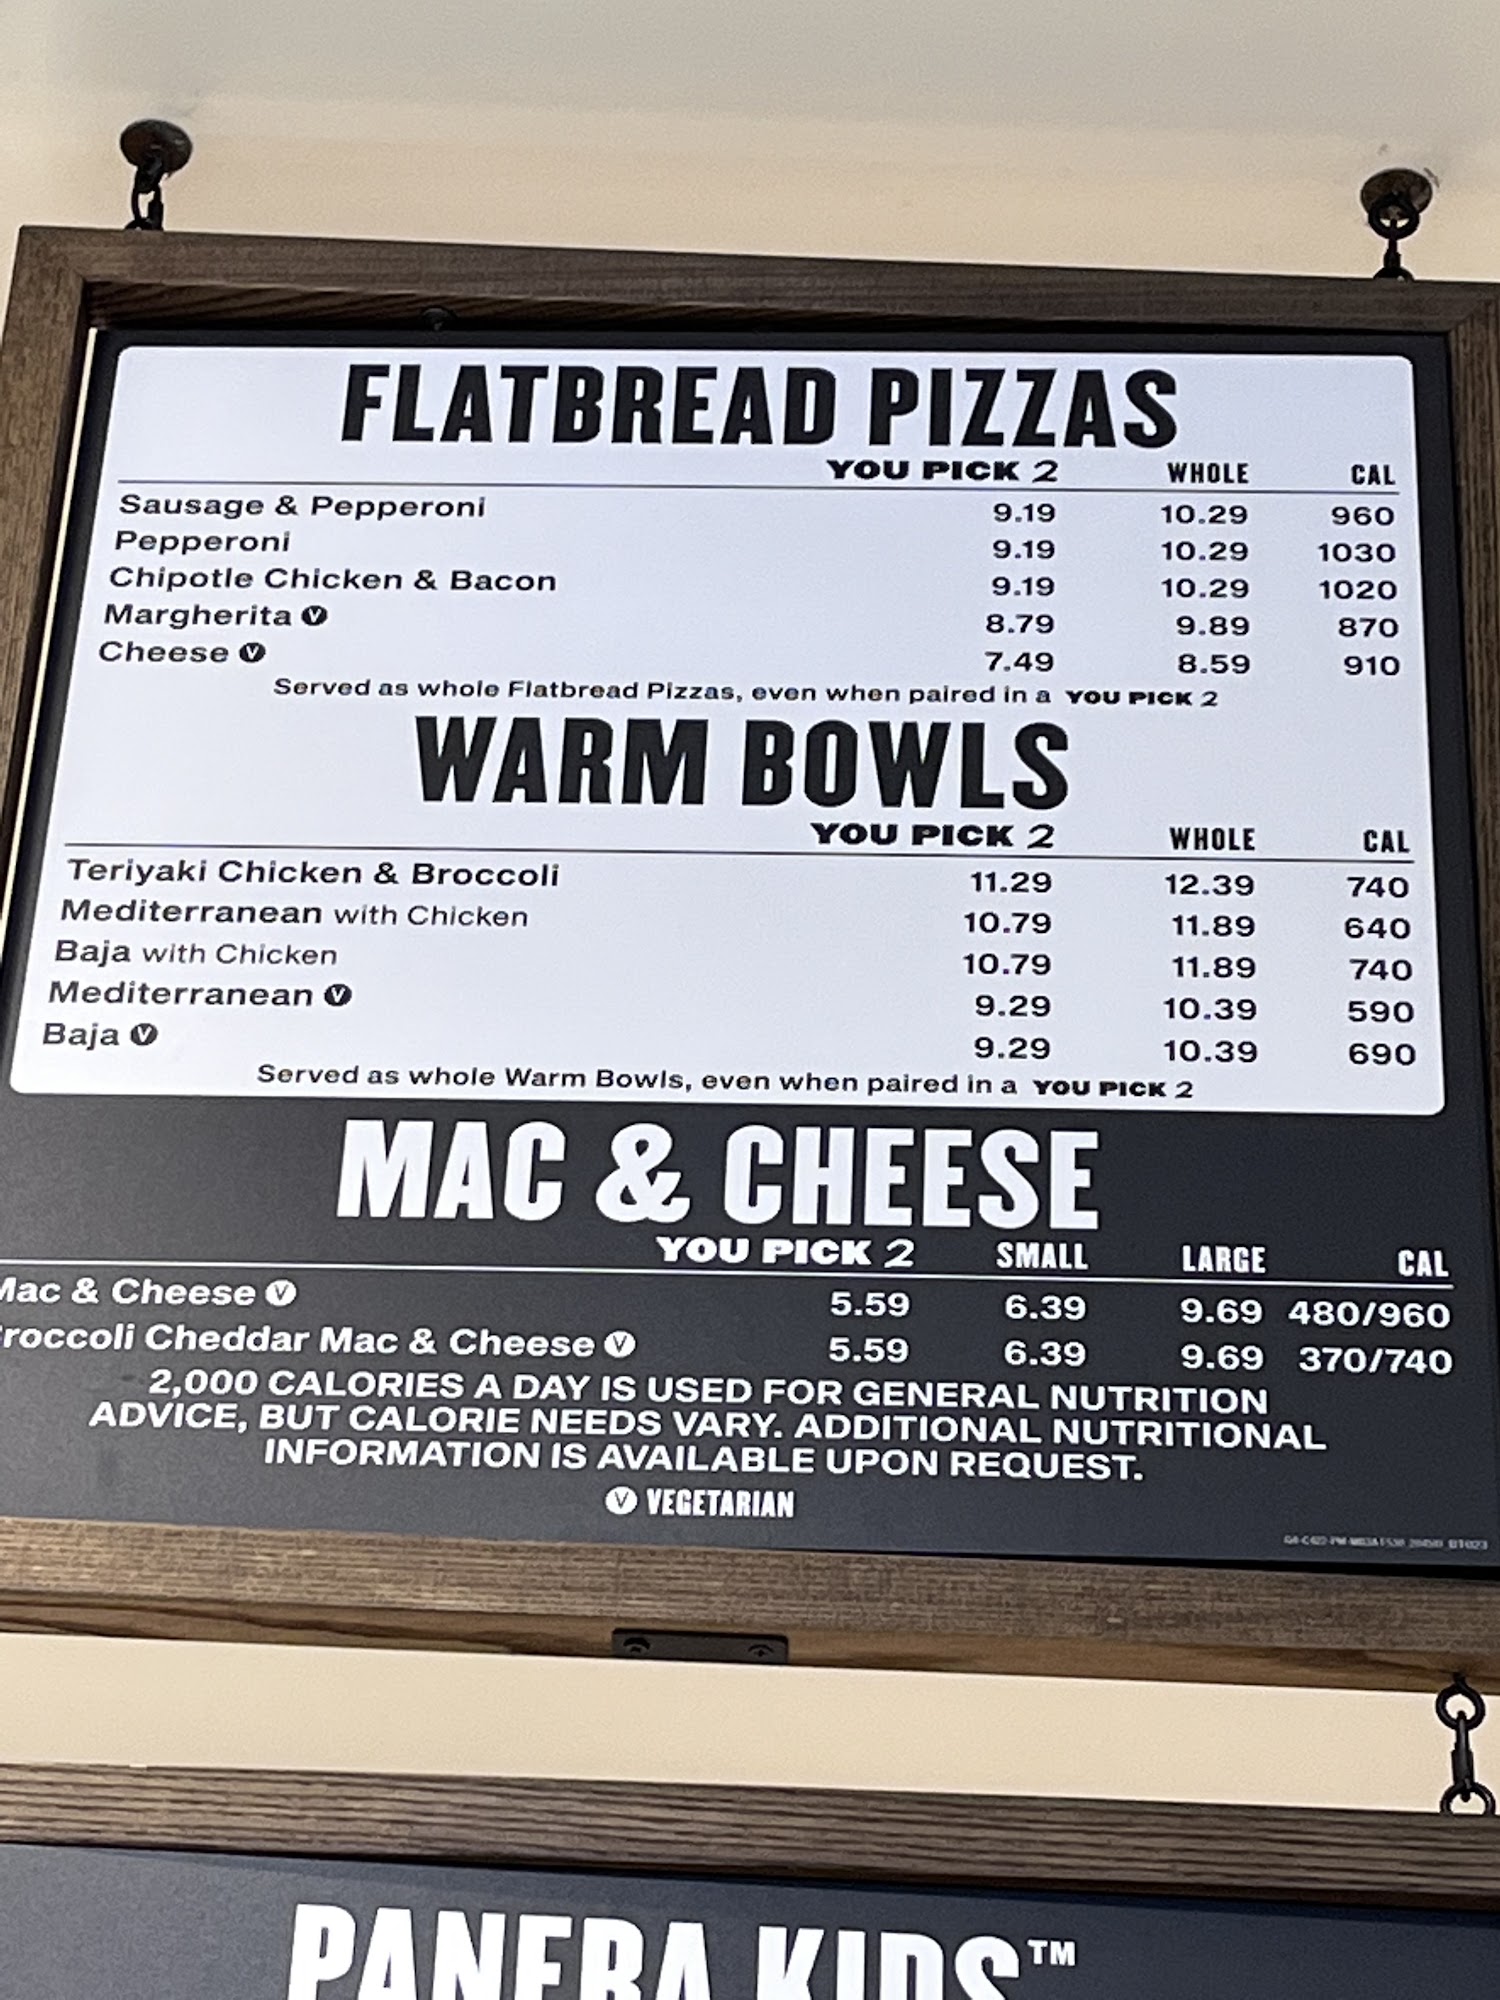 FLATBREAD PIZZAS
YOU PICK 2 WHOLE CAL
Sausage & Pepperoni 9.19 10.29 960
Pepperoni 9.19 10.29 1030
Chipotle Chicken & Bacon 9.19 10.29 1020
Margherita V 8.79 9.89 870
Cheese V 7.49 8.59 910
Served as whole Flatbread Pizzas, even when paired in a YOU PICK 2
WARM BOWLS
YOU PICK 2 WHOLE CAL
Teriyaki Chicken & Broccoli 11.29 12.39 740
Mediterranean with Chicken 10.79 11.89 640
Baja with Chicken 10.79 11.89 740
Mediterranean V 9.29 10.39 590
Baja V 9.29 10.39 690
Served as whole Warm Bowls, even when paired in a YOU PICK 2
MAC & CHEESE
YOU PICK 2 SMALL LARGE CAL
Mac & Cheese V 5.59 6.39 9.69 480/960
roccoli Cheddar Mac & Cheese V 5.59 6.39 9.69 370/740
2,000 CALORIES A DAY IS USED FOR GENERAL NUTRITION
ADVICE, BUT CALORIE NEEDS VARY. ADDITIONAL NUTRITIONAL
INFORMATION IS AVAILABLE UPON REQUEST.
V VEGETARIAN
PANERA KIDS™